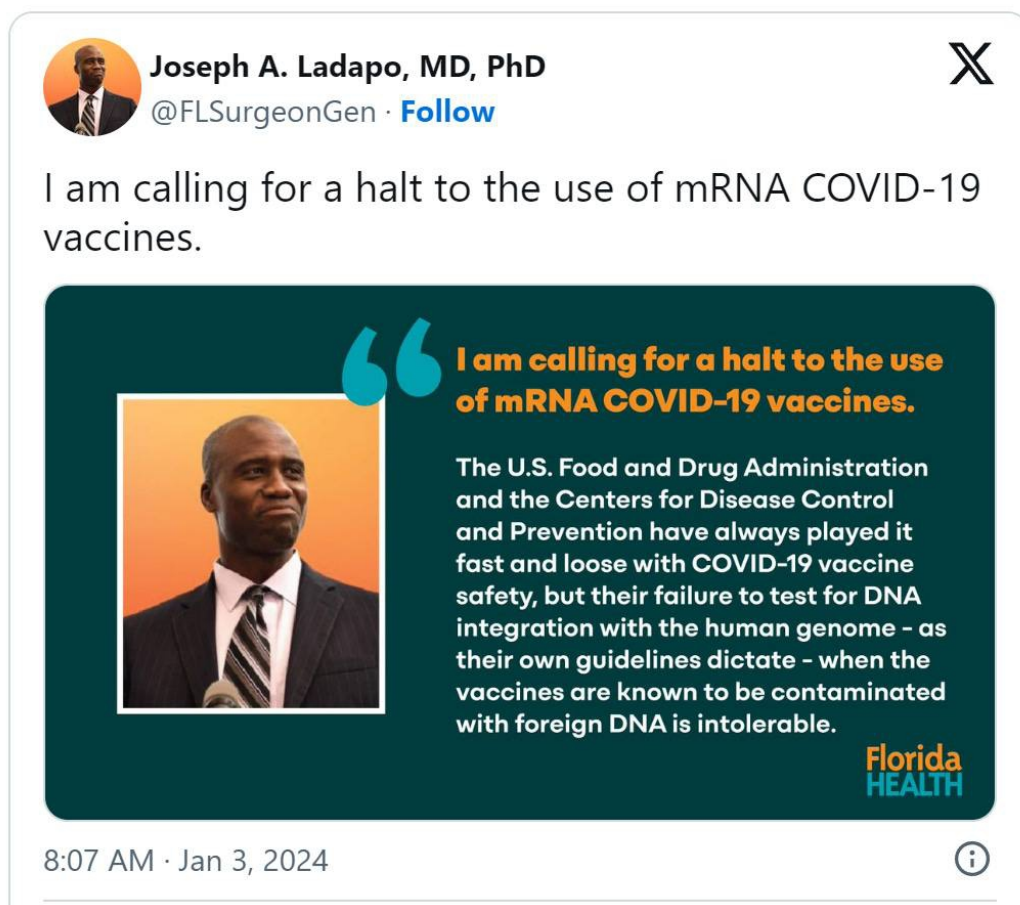 Joseph A. Ladapo, MD, PhD
@FLSurgeonGen · Follow
I am calling for a halt to the use of mRNA COVID-19
vaccines.
I am calling for a halt to the use
of mRNA COVID-19 vaccines.
The U.S. Food and Drug Administration
and the Centers for Disease Control
and Prevention have always played it
fast and loose with COVID-19 vaccine
safety, but their failure to test for DNA
integration with the human genome - as
their own guidelines dictate - when the
vaccines are known to be contaminated
with foreign DNA is intolerable.
Florida
HEALTH
8:07 AM · Jan 3, 2024